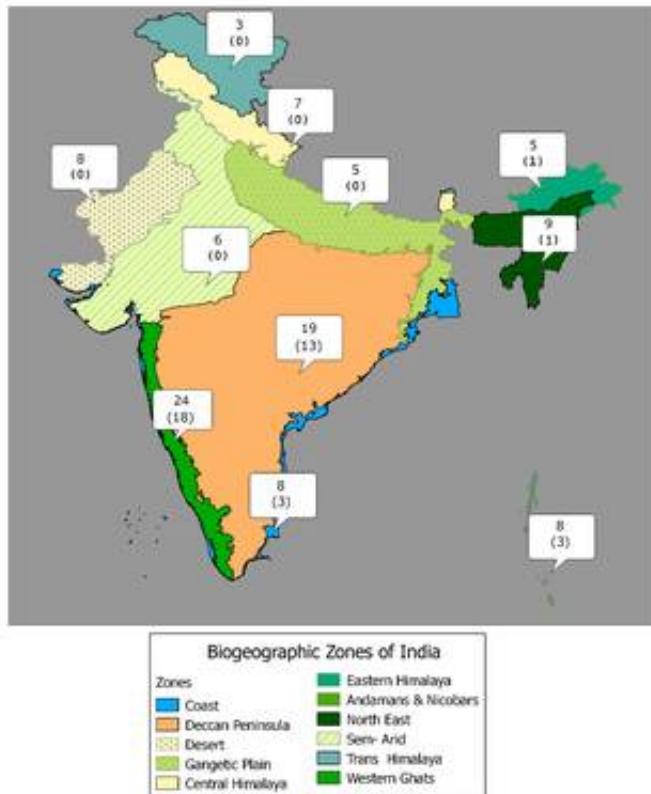 3
(0)
7
(0)
8
(0)
5
(1)
5
(0)
9
(1)
6
(0)
19
(13)
24
(18)
8
(3)
8
(3)
Biogeographic Zones of India
Zones
Coast
Deccan Peninsula
Desert
Gangetic Plain
Central Himalaya
Eastern Himalaya
Andamans & Nicobars
North East
Sem- Arid
Trans Himalaya
Western Ghats